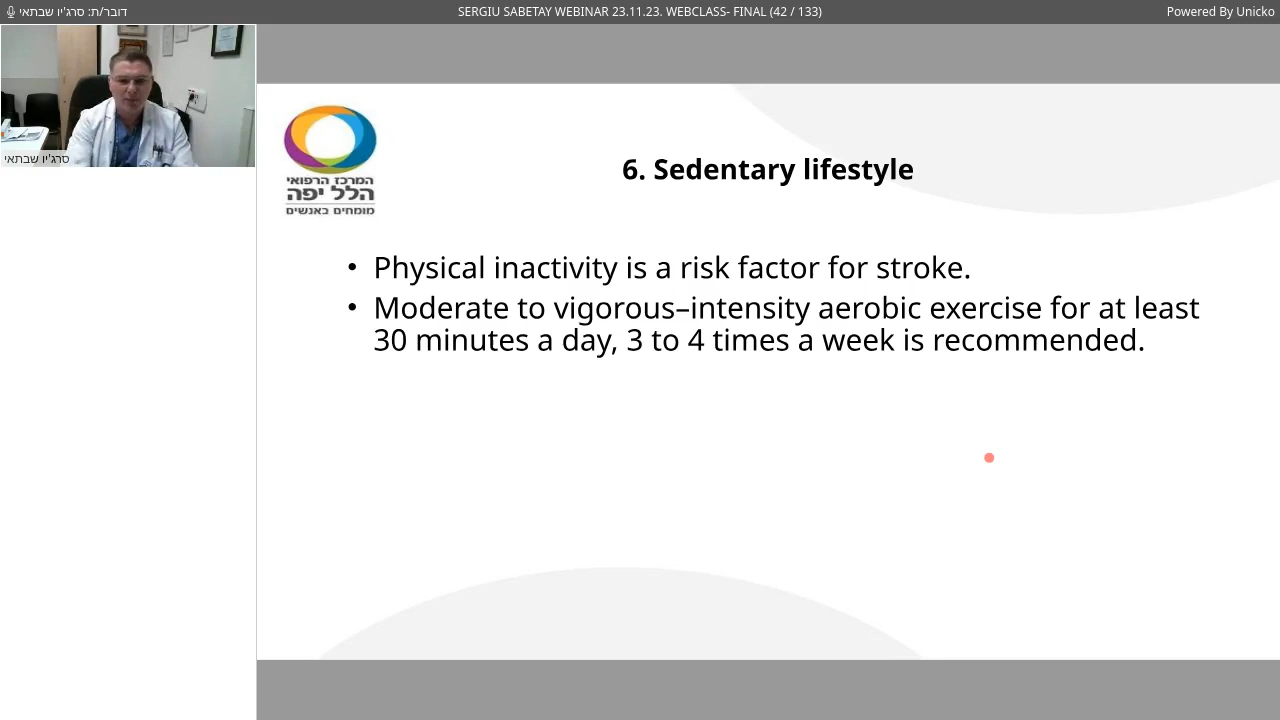 דובר/ת: סרג'יו שבתאי
SERGIU SABETAY WEBINAR 23.11.23. WEBCLASS- FINAL (42 / 133)
Powered By Unicko
סרג'יו שבתאי
המרכז הרפואי
הלל יפה
מומחים באנשים
6. Sedentary lifestyle
• Physical inactivity is a risk factor for stroke.
• Moderate to vigorous–intensity aerobic exercise for at least
30 minutes a day, 3 to 4 times a week is recommended.